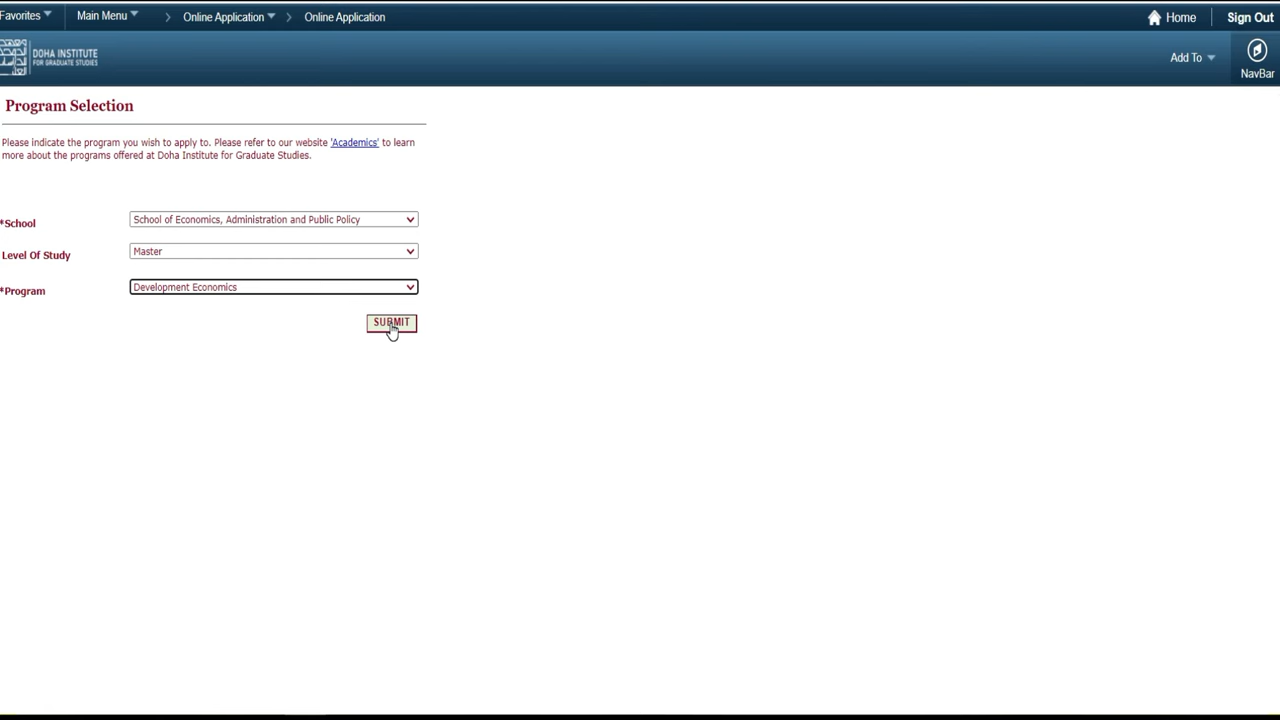 Favorites Main Menu Online Application Online Application Home Sign Out
DOHA INSTITUTE
FOR GRADUATE STUDIES
Add To
NavBar
Program Selection
Please indicate the program you wish to apply to. Please refer to our website 'Academics' to learn
more about the programs offered at Doha Institute for Graduate Studies.
*School School of Economics, Administration and Public Policy
Level Of Study Master
*Program Development Economics
SUBMIT